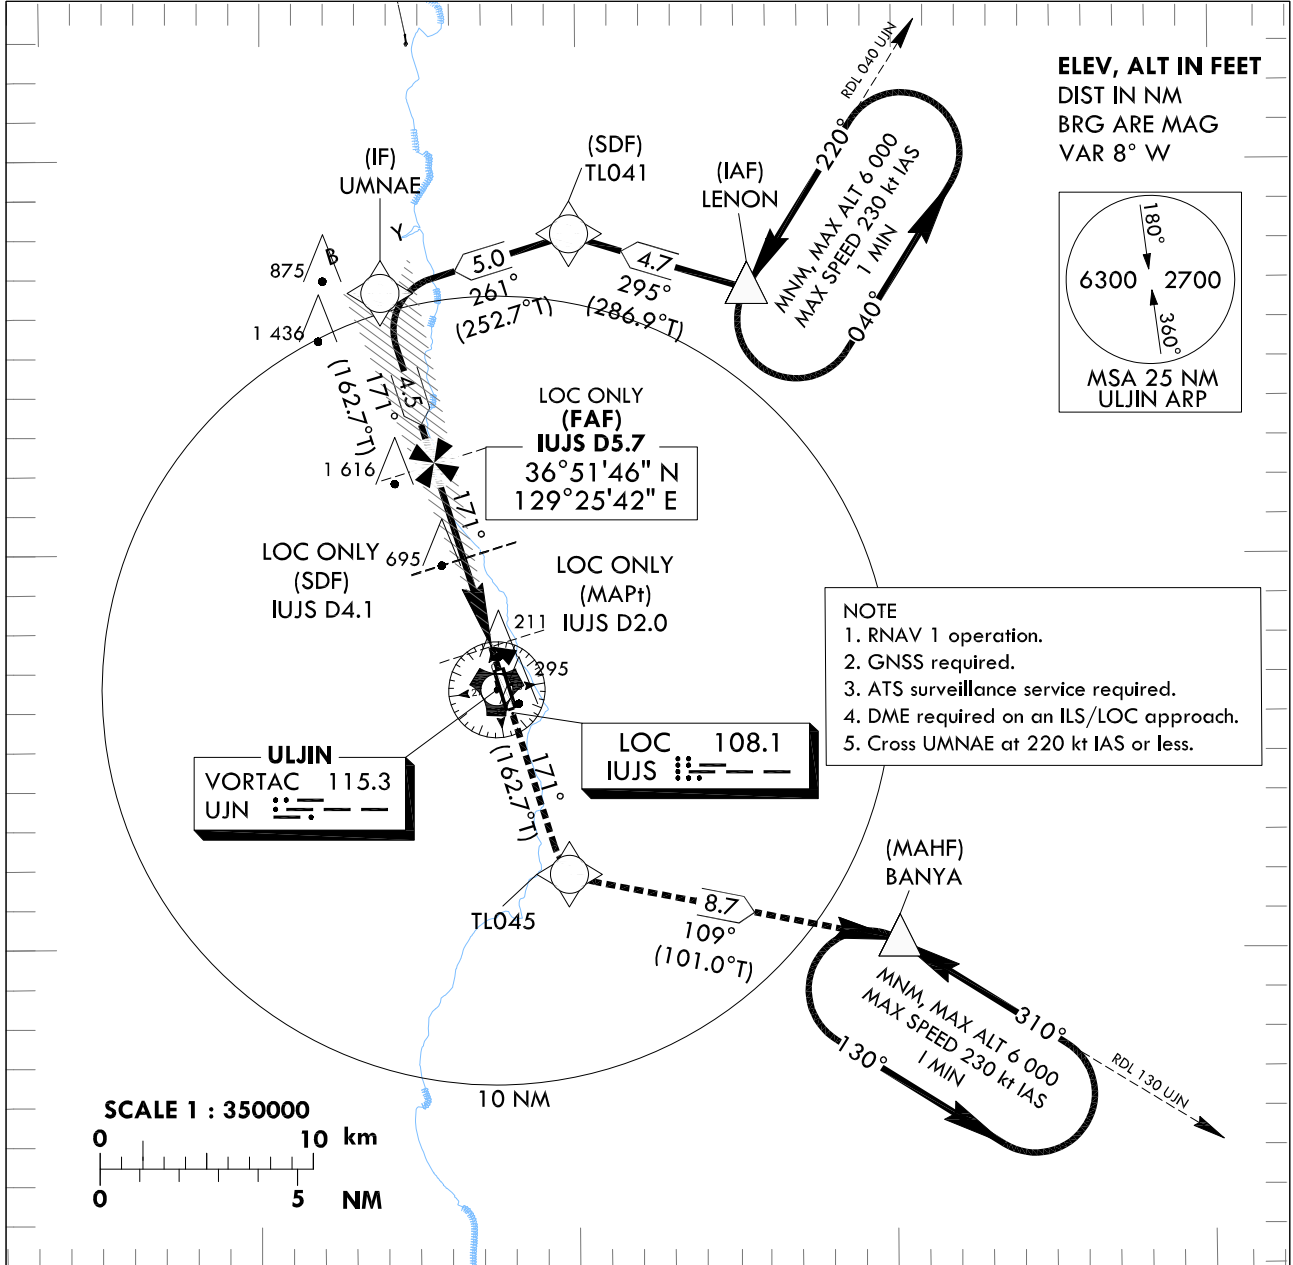 RDL 040 UJN
ELEV, ALT IN FEET
DIST IN NM
BRG ARE MAG
VAR 8° W
(IF)
UMNAE
(SDF)
TL041
(IAF)
LENON
220°
MNM, MAX ALT 6 000
MAX SPEED 230 kt IAS
1 MIN
040°
180°
6300 2700
360°
MSA 25 NM
ULJIN ARP
Y
B
875
1 436
5.0
261°
(252.7°T)
4.7
295°
(286.9°T)
4.5
171°
(162.7°T)
LOC ONLY
(FAF)
IUJS D5.7
36°51'46" N
129°25'42" E
1 616
171°
LOC ONLY
(SDF)
IUJS D4.1
695
LOC ONLY
(MAPt)
IUJS D2.0
211
295
NOTE
1. RNAV 1 operation.
2. GNSS required.
3. ATS surveillance service required.
4. DME required on an ILS/LOC approach.
5. Cross UMNAE at 220 kt IAS or less.
ULJIN
VORTAC 115.3
UJN
LOC 108.1
IUJS
171°
(162.7°T)
TL045
8.7
109°
(101.0°T)
(MAHF)
BANYA
310°
MNM, MAX ALT 6 000
MAX SPEED 230 kt IAS
1 MIN
130°
RDL 130 UJN
10 NM
SCALE 1 : 350000
0 10 km
0 5 NM